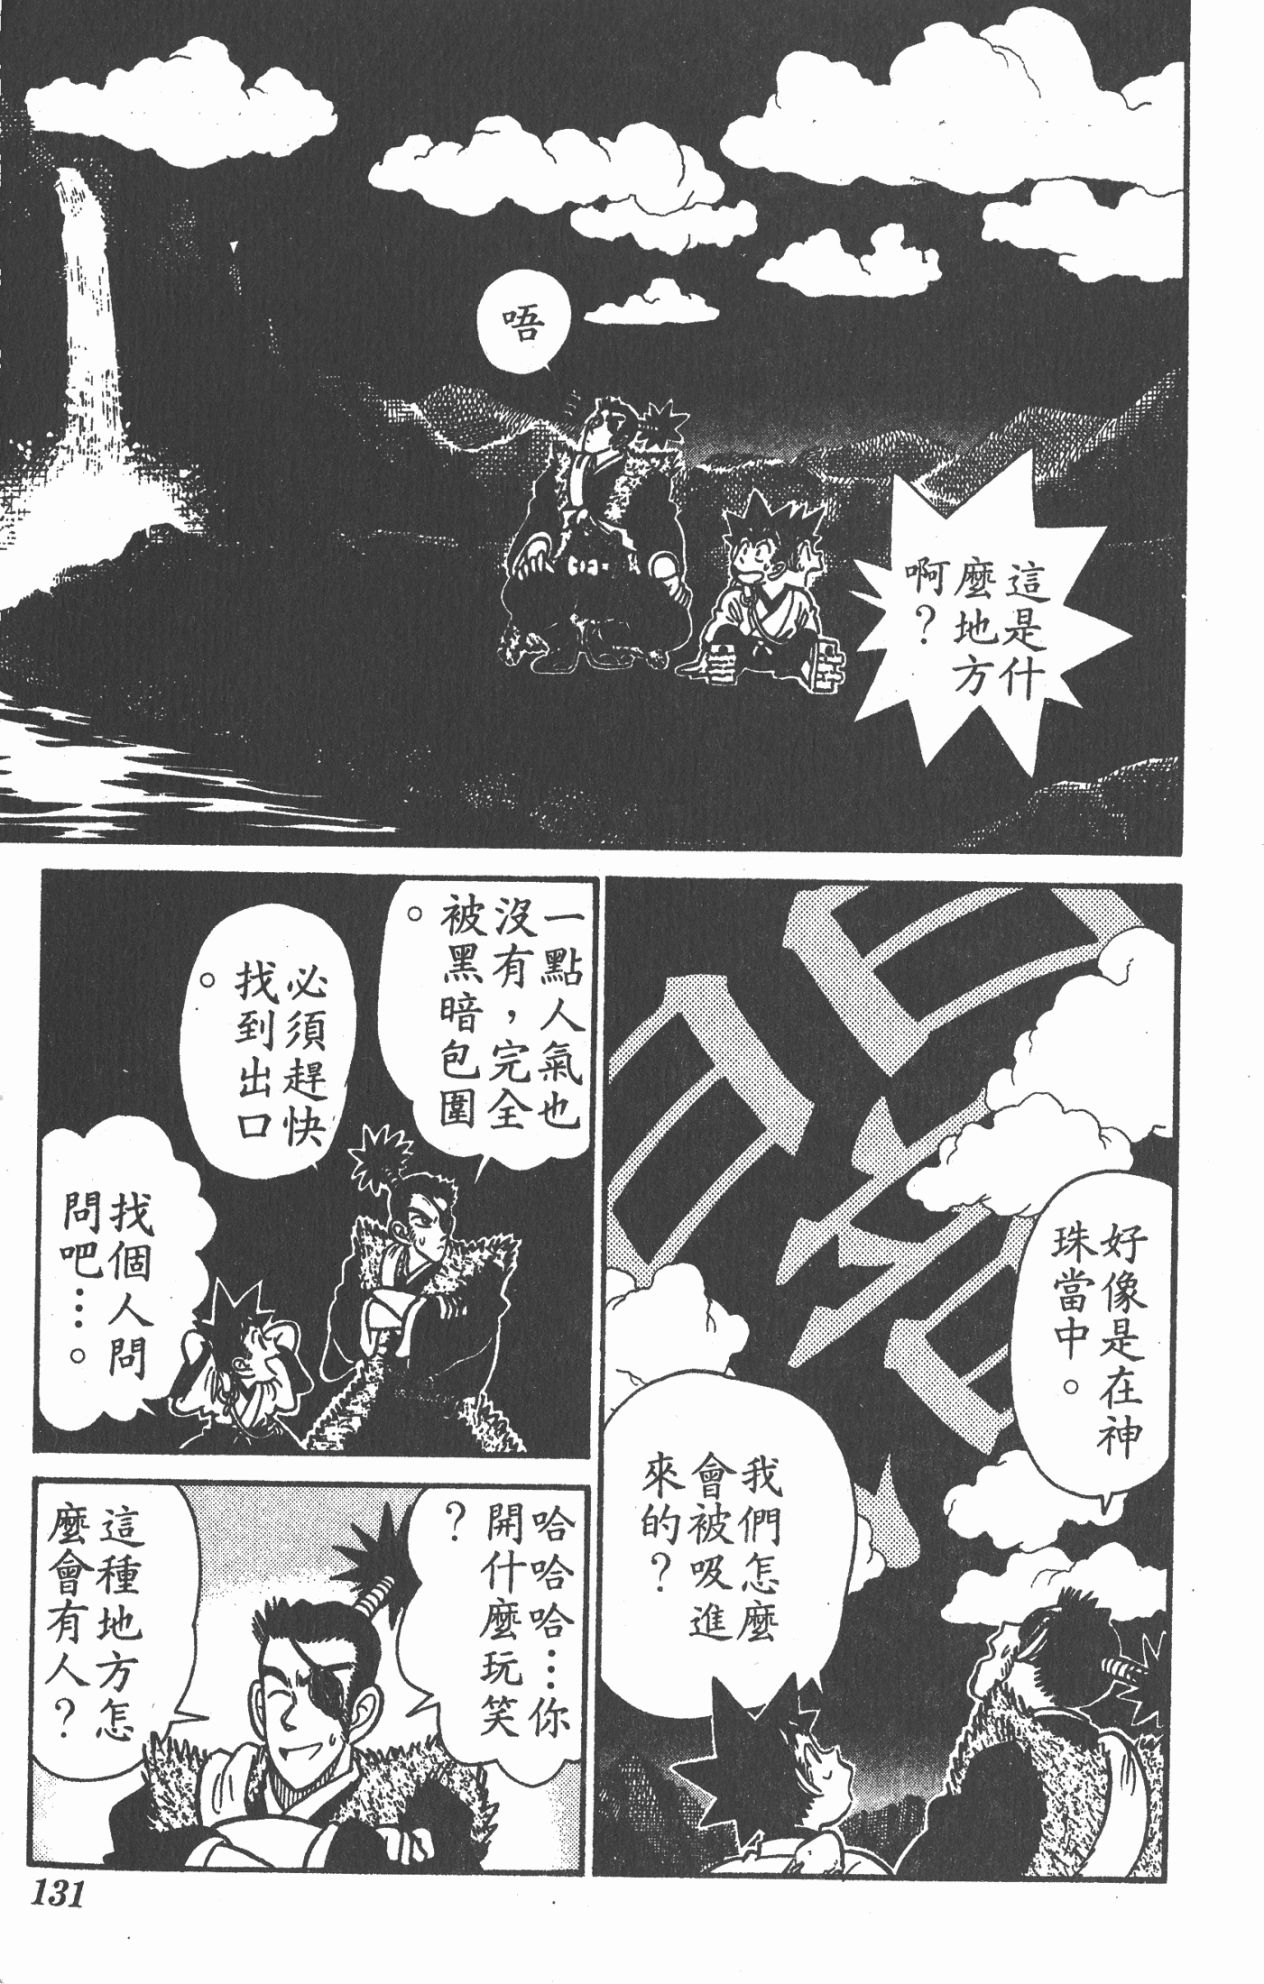 這是什
麼地方
啊？
唔
好像是在神
珠當中。
我們怎麼
會被吸進
來的？
一點人氣也
沒有，完全
被黑暗包圍
。
必須趕快
找到出口
。
找個人問
問吧…。
哈哈哈…你
開什麼玩笑
？
這種地方怎
麼會有人？
131